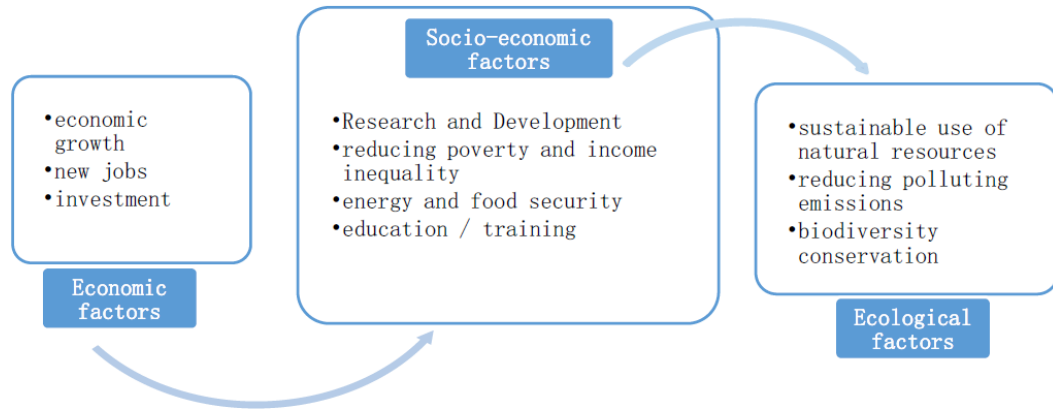 •economic
growth
•new jobs
•investment
Economic
factors
Socio-economic
factors
•Research and Development
•reducing poverty and income
inequality
•energy and food security
•education / training
•sustainable use of
natural resources
•reducing polluting
emissions
•biodiversity
conservation
Ecological
factors